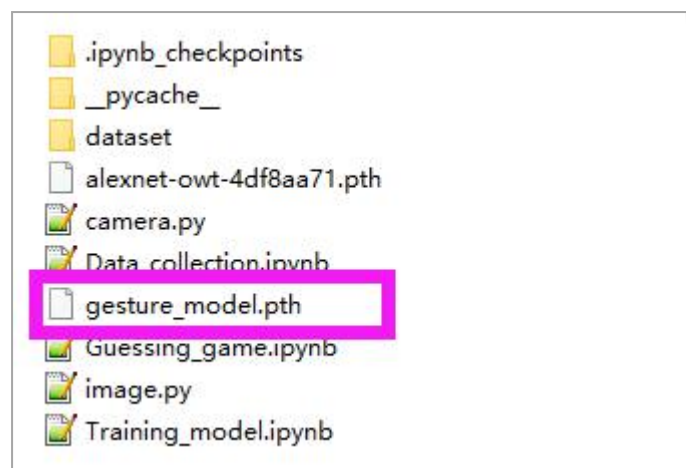 .ipynb_checkpoints
__pycache__
dataset
alexnet-owt-4df8aa71.pth
camera.py
Data_collection.ipynb
gesture_model.pth
Guessing_game.ipynb
image.py
Training_model.ipynb